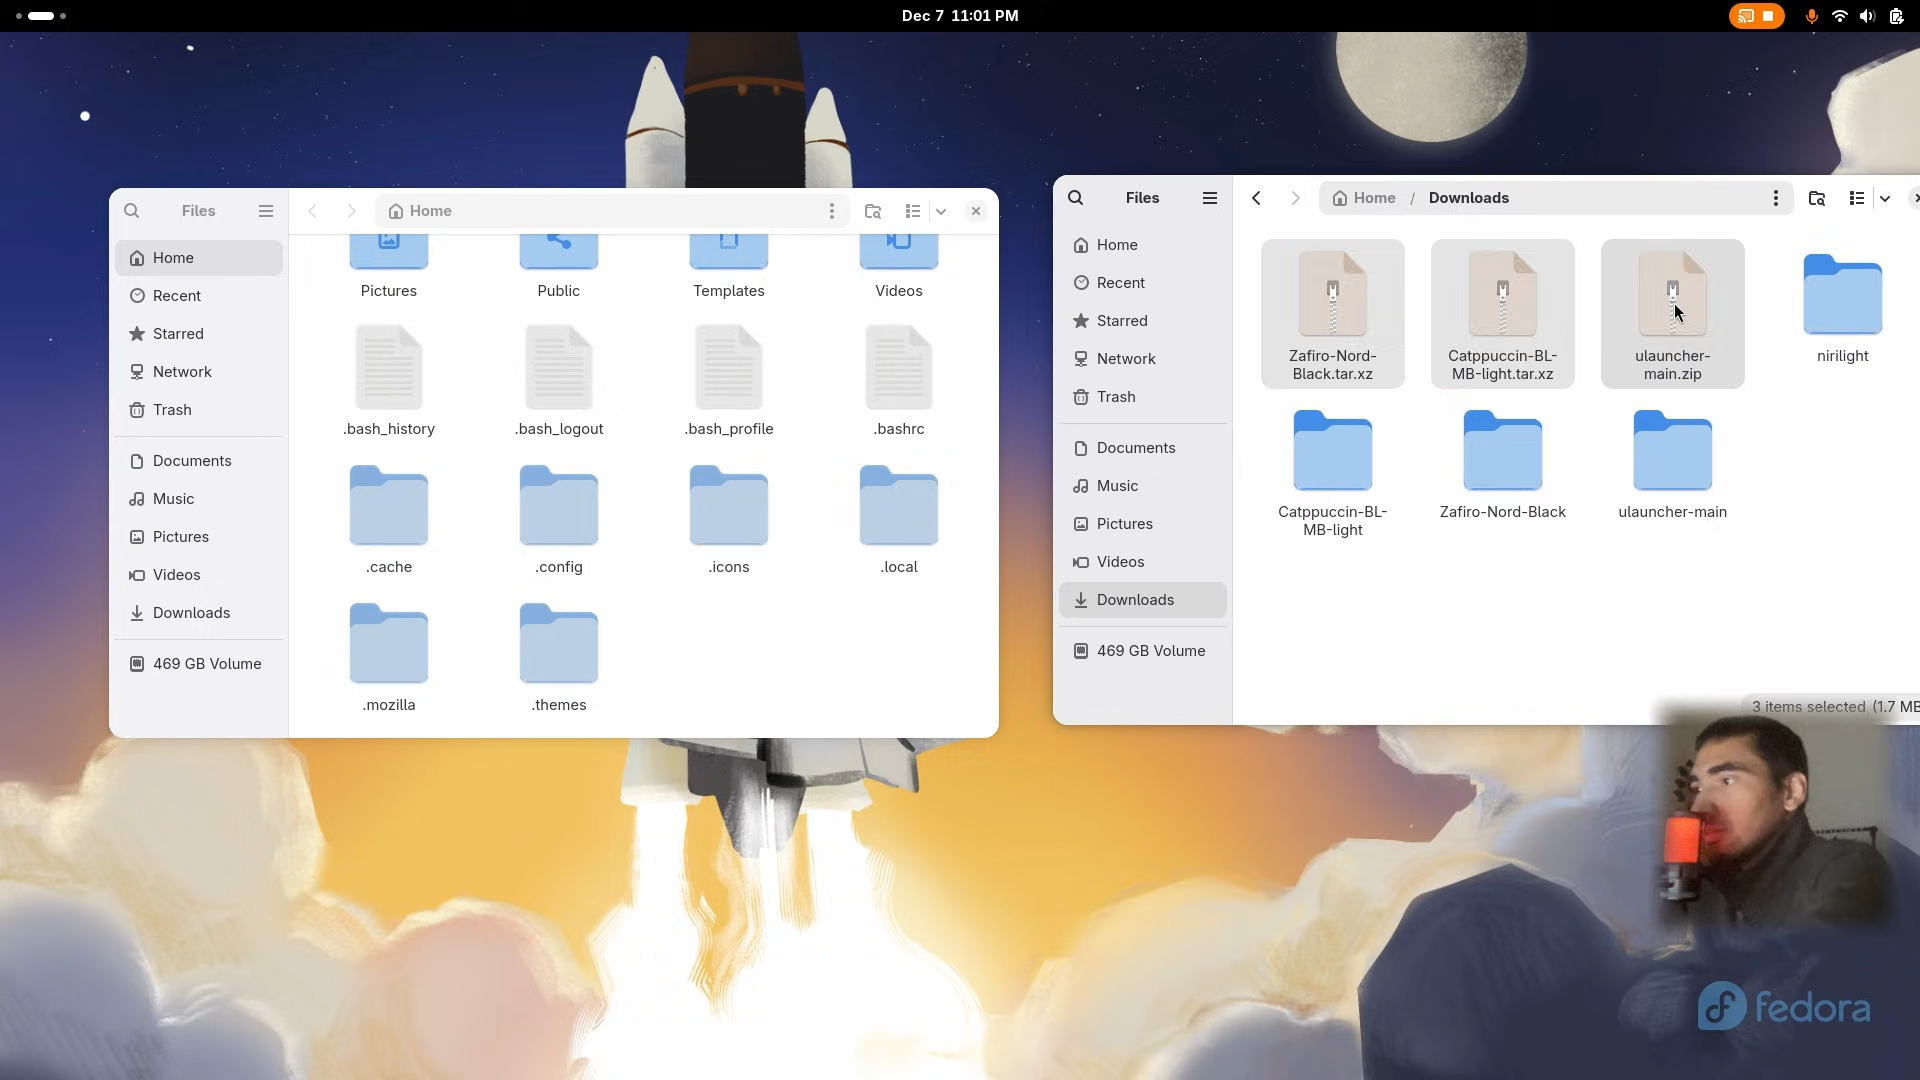 Dec 7 11:01 PM
Files
Home
Home
Recent
Starred
Network
Trash
Documents
Music
Pictures
Videos
Downloads
469 GB Volume
Pictures
Public
Templates
Videos
.bash_history
.bash_logout
.bash_profile
.bashrc
.cache
.config
.icons
.local
.mozilla
.themes
Files
Home / Downloads
Home
Recent
Starred
Network
Trash
Documents
Music
Pictures
Videos
Downloads
469 GB Volume
Zafiro-Nord-
Black.tar.xz
Catppuccin-BL-
MB-light.tar.xz
ulauncher-
main.zip
nirilight
Catppuccin-BL-
MB-light
Zafiro-Nord-Black
ulauncher-main
3 items selected (1.7 MB
fedora